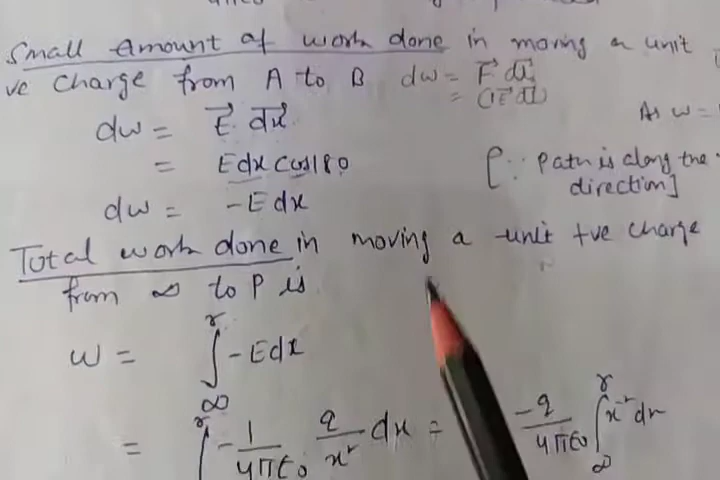 Small amount of work done in moving a unit
ve charge from A to B dw = F⃗ dx⃗
= (1E⃗ dx⃗)
dw = E⃗. dx⃗. As w =
= Edx cos180 [∵ Path is along the
direction]
dw = -Edx
Total work done in moving a unit +ve charge
from ∞ to P is
w = ∫_∞^r -Edx
= ∫^r -1/4πε₀ q/x² dx = -q/4πε₀ ∫_∞^r x⁻² dx